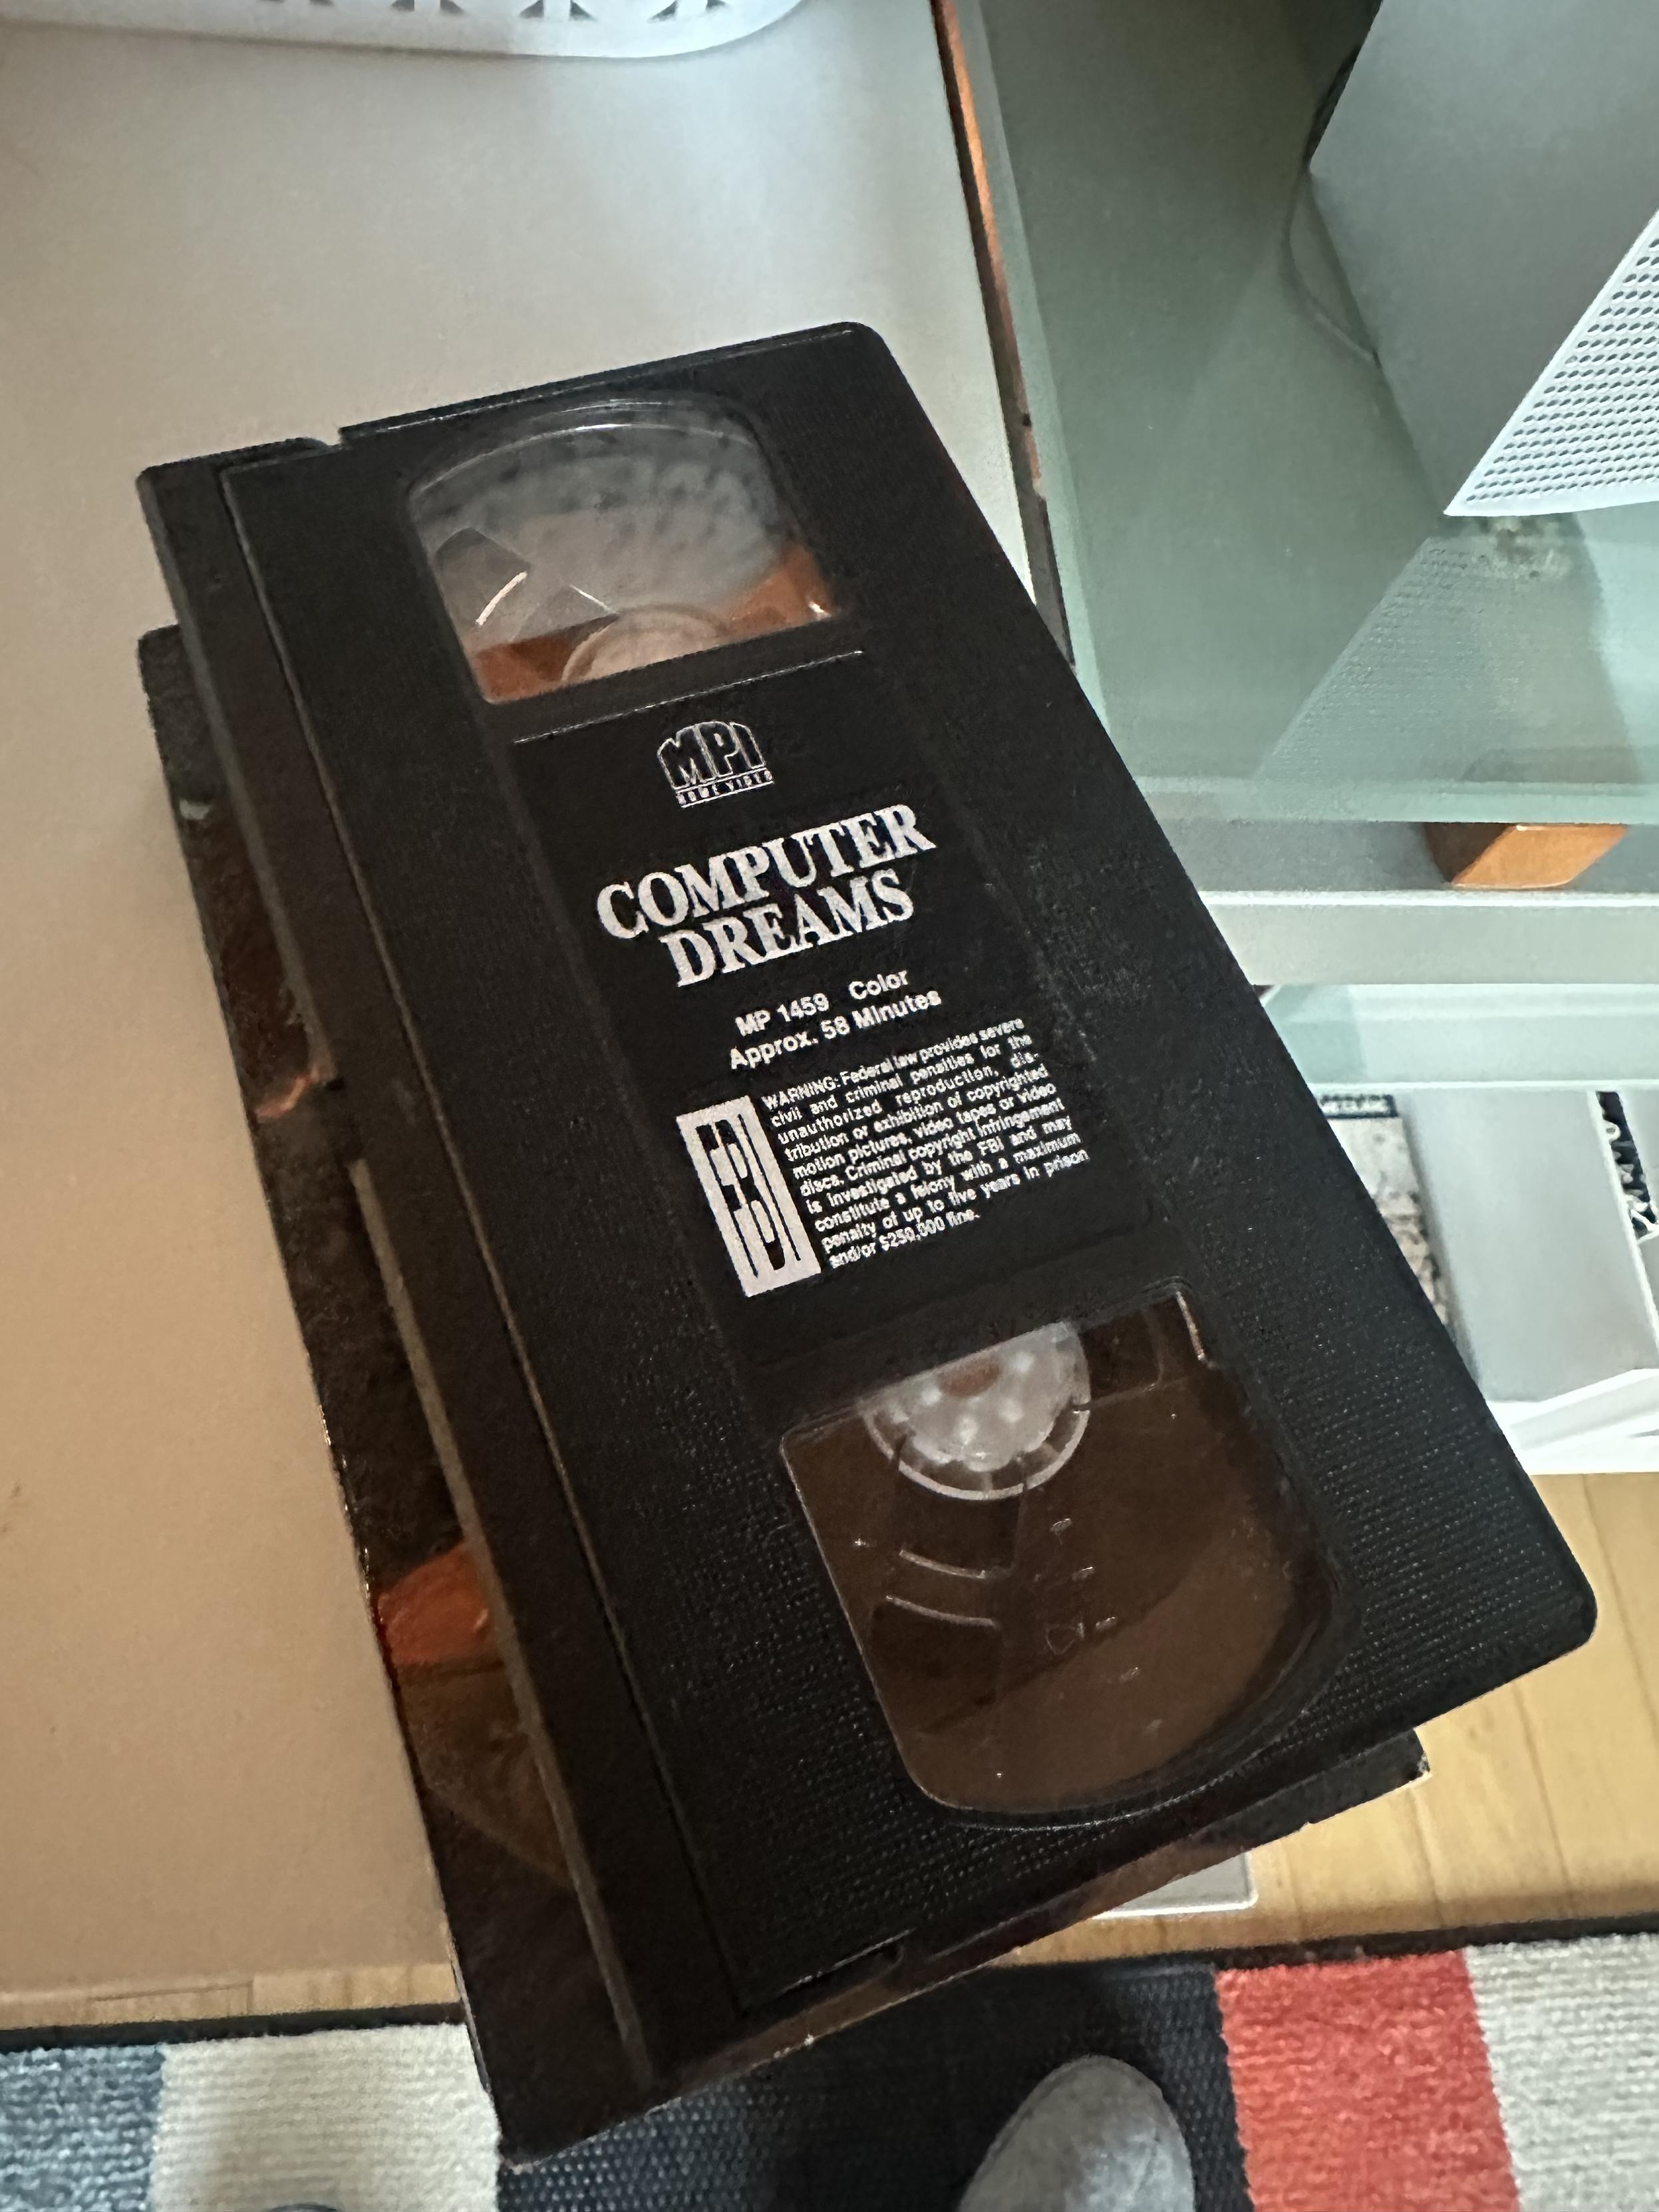 MPI
HOME VIDEO
COMPUTER
DREAMS
MP 1459 Color
Approx. 58 Minutes
WARNING: Federal law provides severe
civil and criminal penalties for the
unauthorized reproduction, dis-
tribution or exhibition of copyrighted
motion pictures, video tapes or video
discs. Criminal copyright infringement
is investigated by the FBI and may
constitute a felony with a maximum
penalty of up to five years in prison
and/or $250,000 fine.
FBI